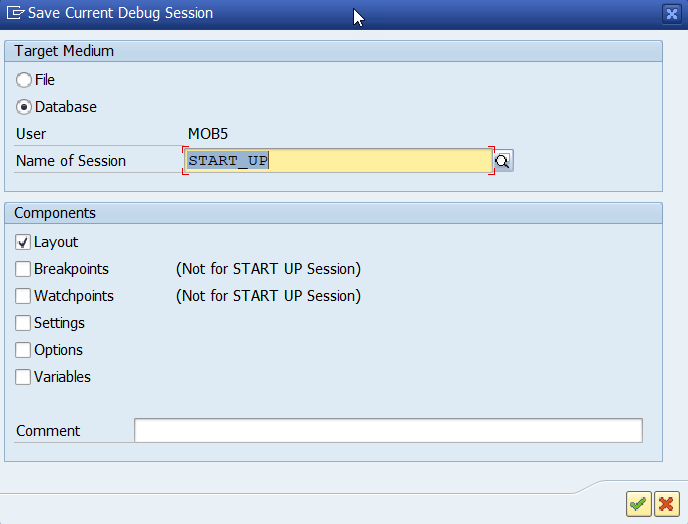 Save Current Debug Session
Target Medium
File
Database
User MOB5
Name of Session START_UP
Components
Layout
Breakpoints (Not for START UP Session)
Watchpoints (Not for START UP Session)
Settings
Options
Variables
Comment